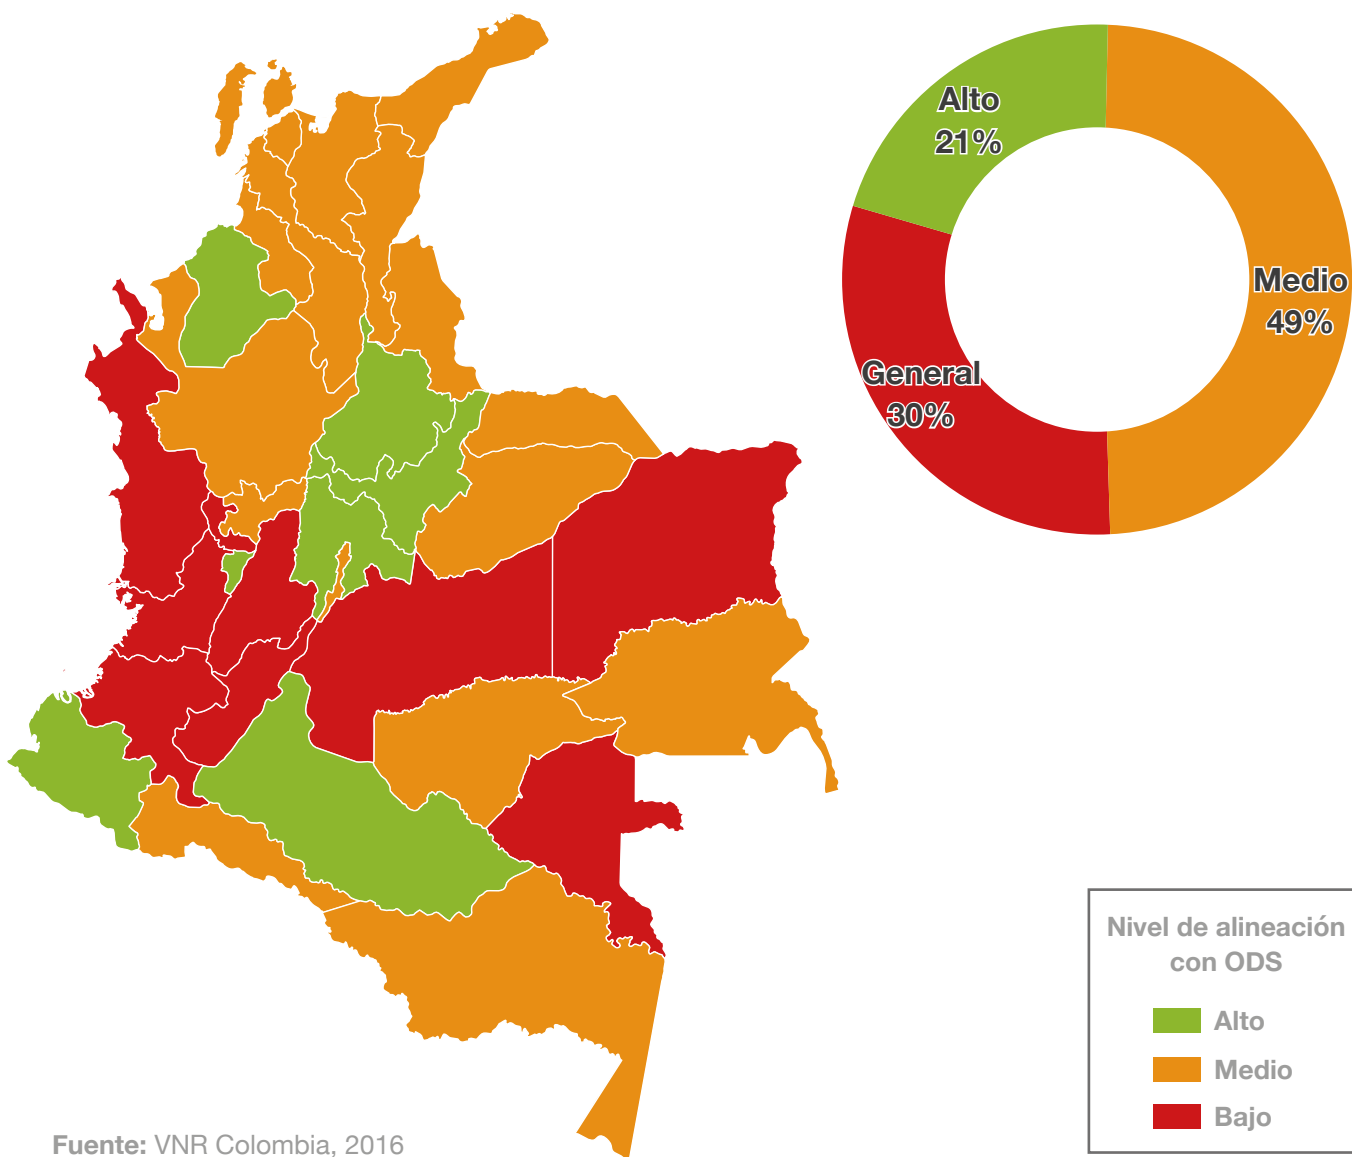 Alto
21%
Medio
49%
General
30%
Nivel de alineación
con ODS
Alto
Medio
Bajo
Fuente: VNR Colombia, 2016